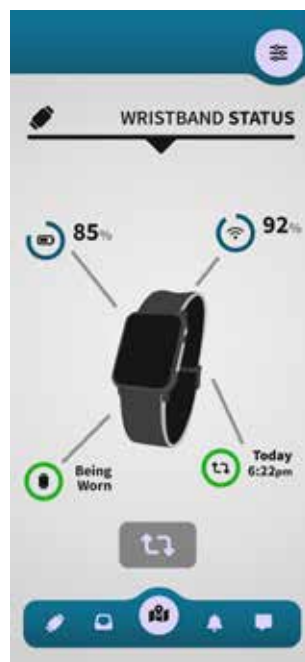 WRISTBAND STATUS
85%
92%
Being
Worn
Today
6:22pm